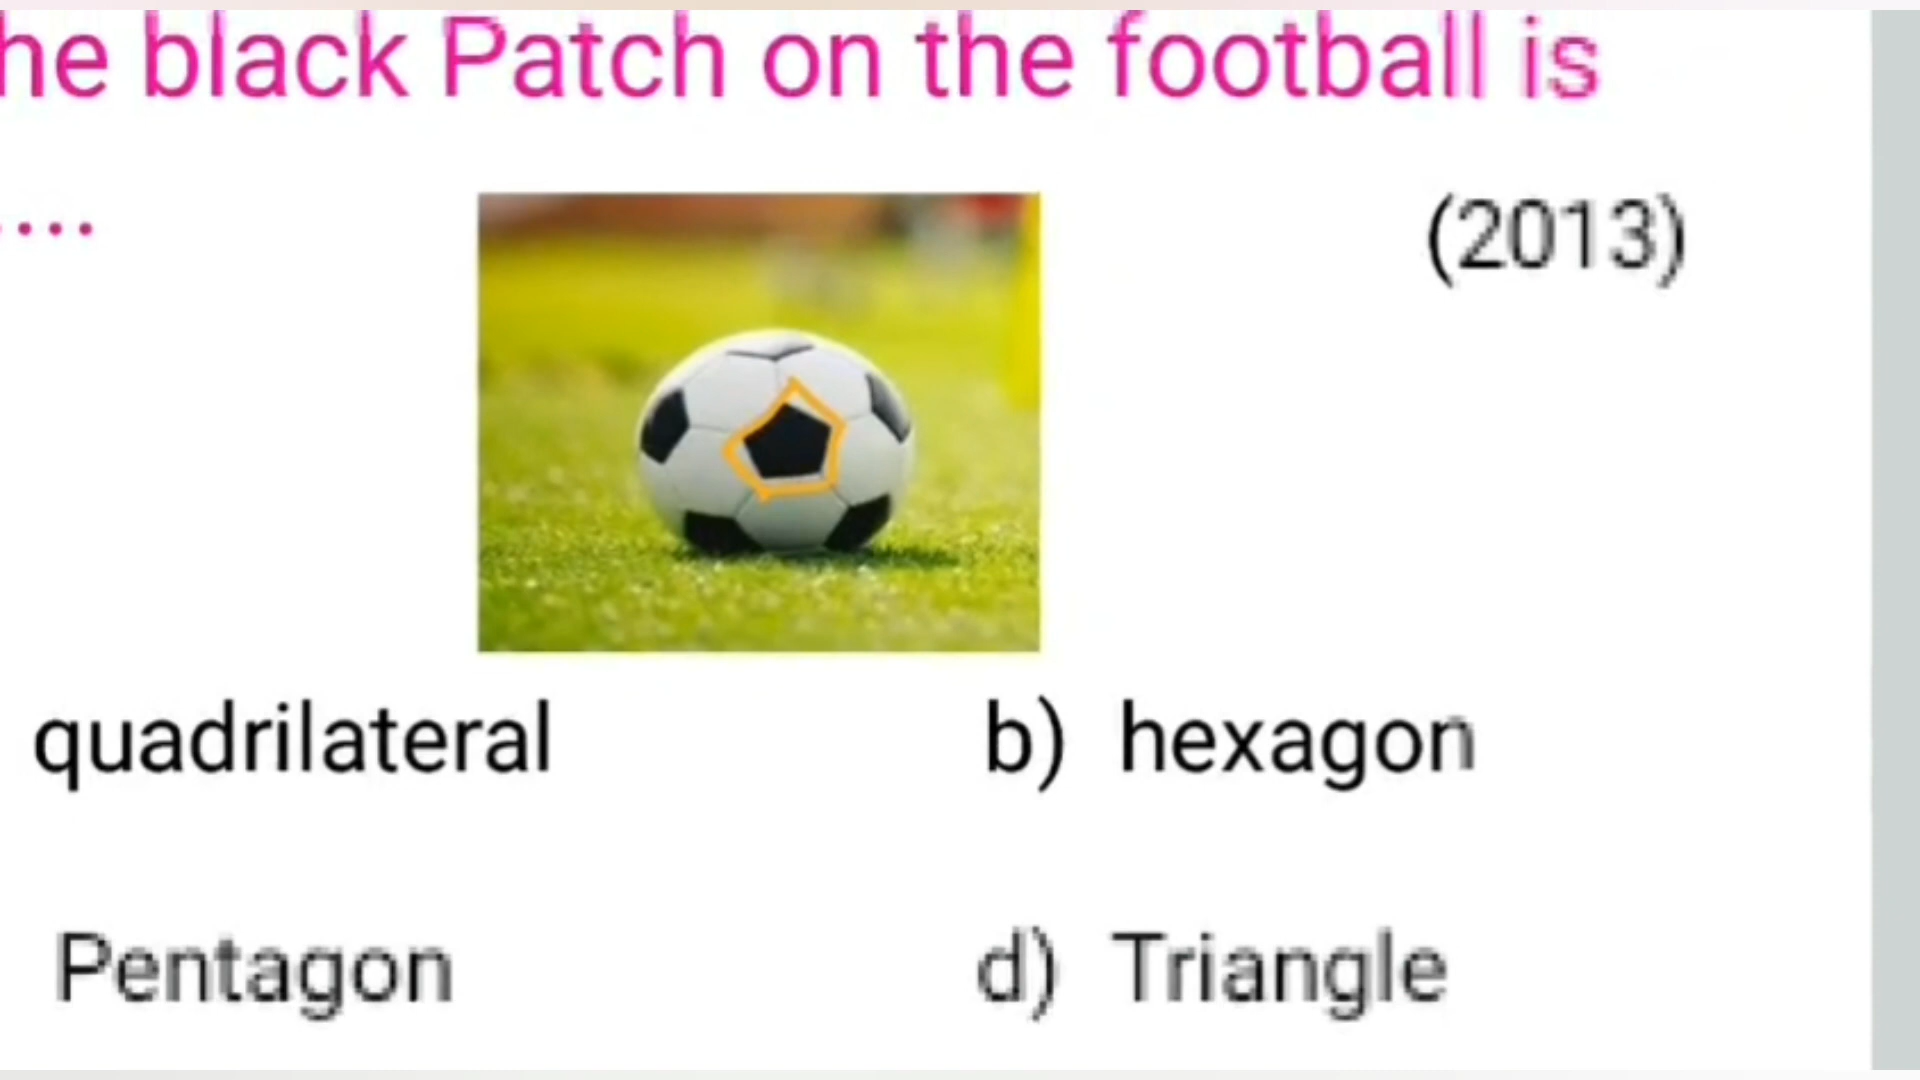 he black Patch on the football is
.... (2013)
quadrilateral b) hexagon
Pentagon d) Triangle